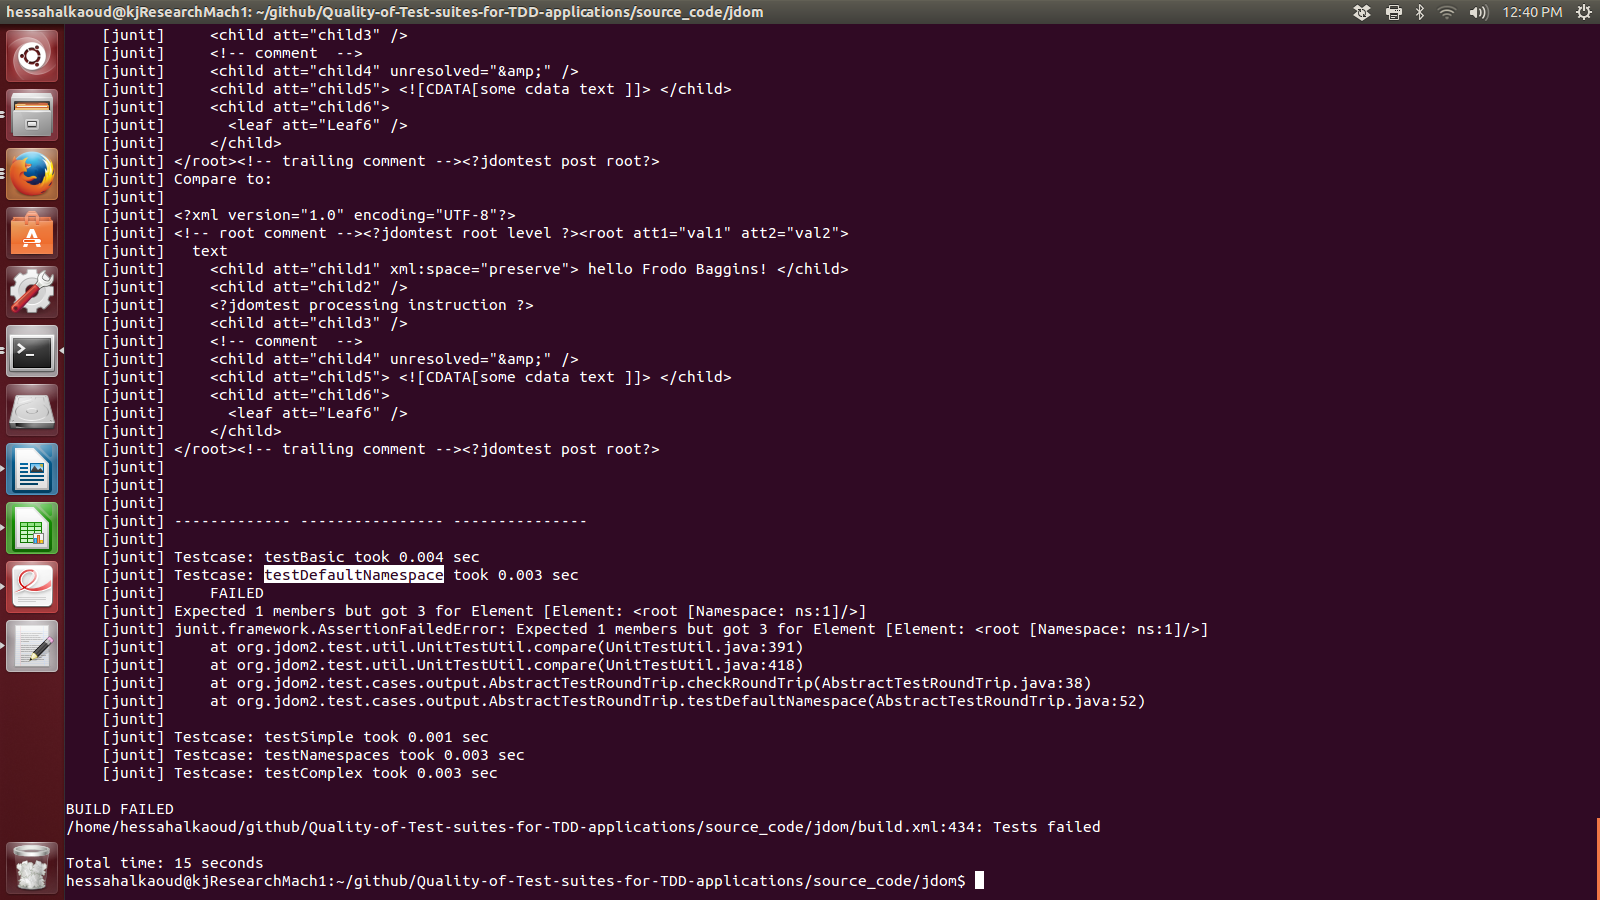 hessahalkaoud@kjResearchMach1: ~/github/Quality-of-Test-suites-for-TDD-applications/source_code/jdom
12:40 PM
[junit]     <child att="child3" />
[junit]     <!-- comment  -->
[junit]     <child att="child4" unresolved="&amp;" />
[junit]     <child att="child5"> <![CDATA[some cdata text ]]> </child>
[junit]     <child att="child6">
[junit]       <leaf att="Leaf6" />
[junit]     </child>
[junit] </root><!-- trailing comment --><?jdomtest post root?>
[junit] Compare to:
[junit]
[junit] <?xml version="1.0" encoding="UTF-8"?>
[junit] <!-- root comment --><?jdomtest root level ?><root att1="val1" att2="val2">
[junit]   text
[junit]     <child att="child1" xml:space="preserve"> hello Frodo Baggins! </child>
[junit]     <child att="child2" />
[junit]     <?jdomtest processing instruction ?>
[junit]     <child att="child3" />
[junit]     <!-- comment  -->
[junit]     <child att="child4" unresolved="&amp;" />
[junit]     <child att="child5"> <![CDATA[some cdata text ]]> </child>
[junit]     <child att="child6">
[junit]       <leaf att="Leaf6" />
[junit]     </child>
[junit] </root><!-- trailing comment --><?jdomtest post root?>
[junit]
[junit]
[junit]
[junit] ------------- ---------------- ---------------
[junit]
[junit] Testcase: testBasic took 0.004 sec
[junit] Testcase: testDefaultNamespace took 0.003 sec
[junit]     FAILED
[junit] Expected 1 members but got 3 for Element [Element: <root [Namespace: ns:1]/>]
[junit] junit.framework.AssertionFailedError: Expected 1 members but got 3 for Element [Element: <root [Namespace: ns:1]/>]
[junit]     at org.jdom2.test.util.UnitTestUtil.compare(UnitTestUtil.java:391)
[junit]     at org.jdom2.test.util.UnitTestUtil.compare(UnitTestUtil.java:418)
[junit]     at org.jdom2.test.cases.output.AbstractTestRoundTrip.checkRoundTrip(AbstractTestRoundTrip.java:38)
[junit]     at org.jdom2.test.cases.output.AbstractTestRoundTrip.testDefaultNamespace(AbstractTestRoundTrip.java:52)
[junit]
[junit] Testcase: testSimple took 0.001 sec
[junit] Testcase: testNamespaces took 0.003 sec
[junit] Testcase: testComplex took 0.003 sec
BUILD FAILED
/home/hessahalkaoud/github/Quality-of-Test-suites-for-TDD-applications/source_code/jdom/build.xml:434: Tests failed
Total time: 15 seconds
hessahalkaoud@kjResearchMach1:~/github/Quality-of-Test-suites-for-TDD-applications/source_code/jdom$